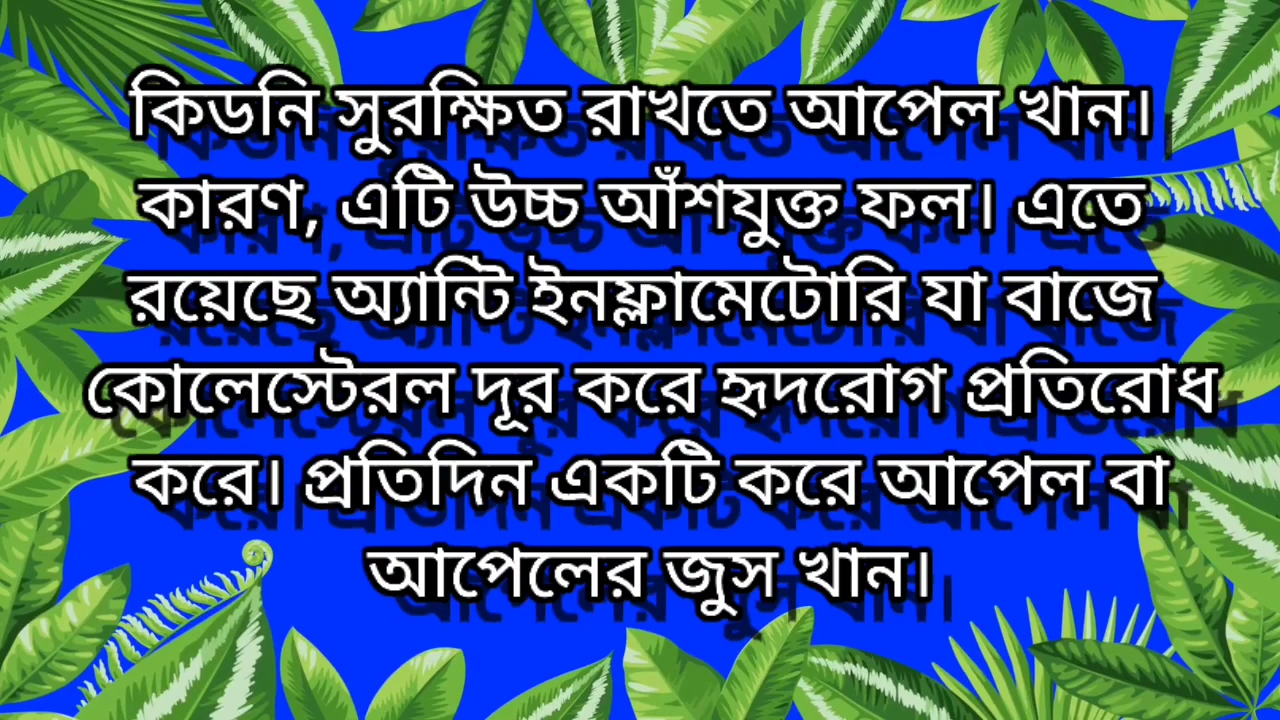 কিডনি সুরক্ষিত রাখতে আপেল খান।
কারণ, এটি উচ্চ আঁশযুক্ত ফল। এতে
রয়েছে অ্যান্টি ইনফ্লামেটোরি যা বাজে
কোলেস্টেরল দূর করে হৃদরোগ প্রতিরোধ
করে। প্রতিদিন একটি করে আপেল বা
আপেলের জুস খান।